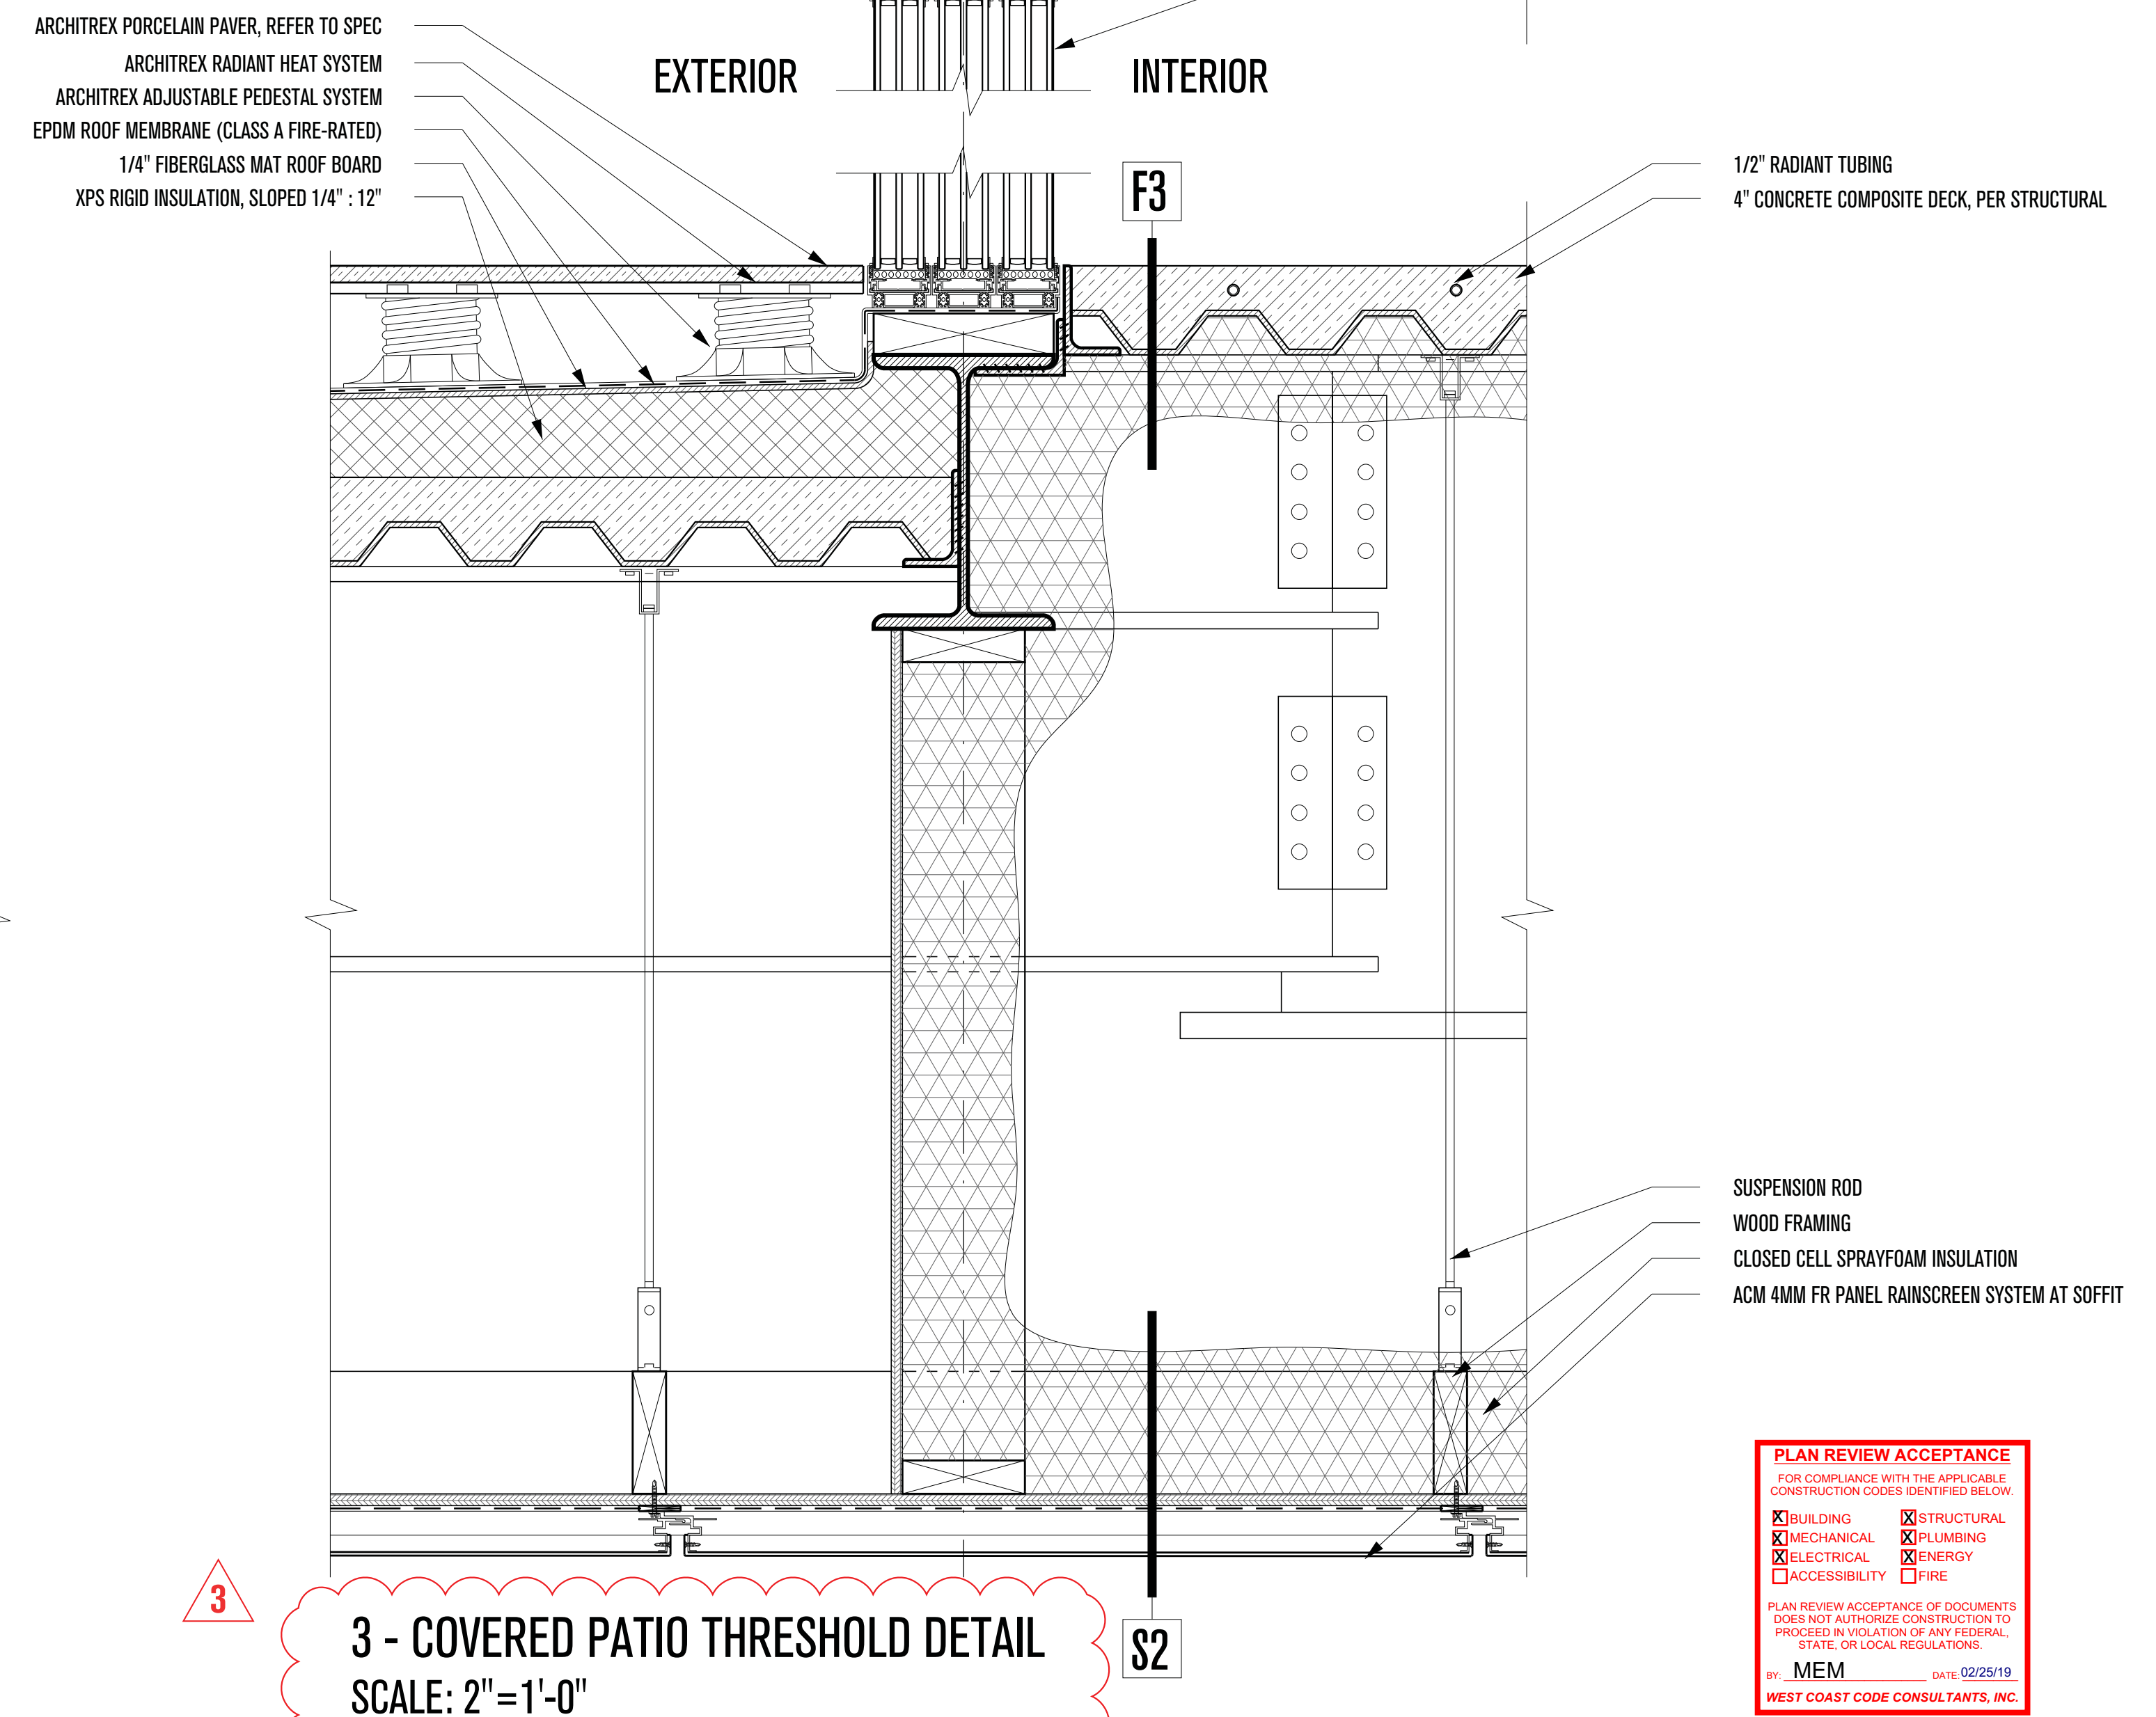 ARCHITREX PORCELAIN PAVER, REFER TO SPEC
ARCHITREX RADIANT HEAT SYSTEM
ARCHITREX ADJUSTABLE PEDESTAL SYSTEM
EPDM ROOF MEMBRANE (CLASS A FIRE-RATED)
1/4" FIBERGLASS MAT ROOF BOARD
XPS RIGID INSULATION, SLOPED 1/4" : 12"
EXTERIOR
INTERIOR
F3
1/2" RADIANT TUBING
4" CONCRETE COMPOSITE DECK, PER STRUCTURAL
SUSPENSION ROD
WOOD FRAMING
CLOSED CELL SPRAYFOAM INSULATION
ACM 4MM FR PANEL RAINSCREEN SYSTEM AT SOFFIT
3
3 - COVERED PATIO THRESHOLD DETAIL
SCALE: 2"=1'-0"
S2
PLAN REVIEW ACCEPTANCE
FOR COMPLIANCE WITH THE APPLICABLE
CONSTRUCTION CODES IDENTIFIED BELOW.
X BUILDING X STRUCTURAL
X MECHANICAL X PLUMBING
X ELECTRICAL X ENERGY
ACCESSIBILITY FIRE
PLAN REVIEW ACCEPTANCE OF DOCUMENTS
DOES NOT AUTHORIZE CONSTRUCTION TO
PROCEED IN VIOLATION OF ANY FEDERAL,
STATE, OR LOCAL REGULATIONS.
BY: MEM DATE: 02/25/19
WEST COAST CODE CONSULTANTS, INC.